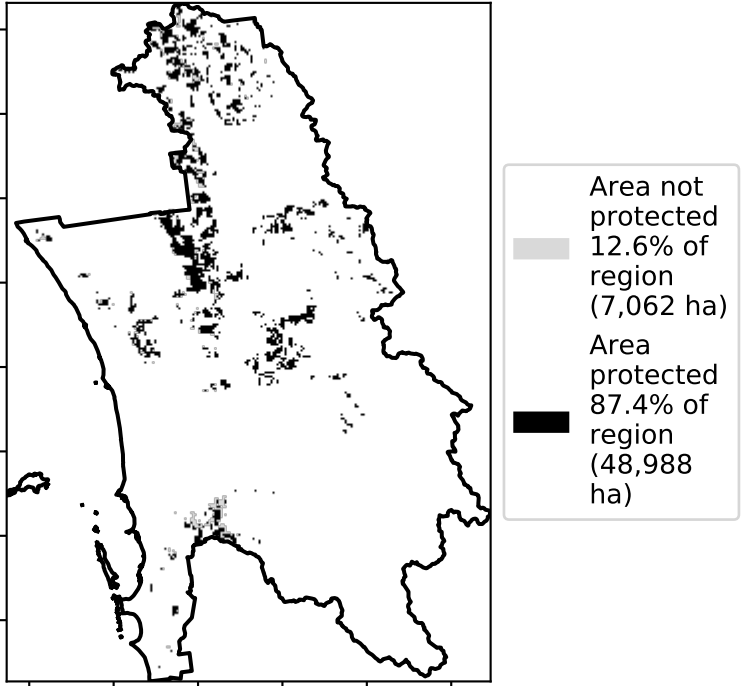 Area not
protected
12.6% of
region
(7,062 ha)
Area
protected
87.4% of
region
(48,988
ha)